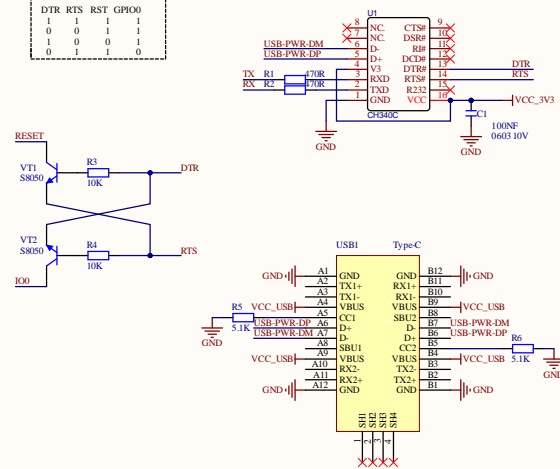 DTR RTS RST GPIO0
1 1 1 1
0 0 1 1
1 0 0 1
0 1 1 0
U1
8 NC. CTS# 9
7 NC. DSR# 10
USB-PWR-DM 6 D- RI# 11
USB-PWR-DP 5 D+ DCD# 12
4 V3 DTR# 13 DTR
TX R1 470R 3 RXD RTS# 14 RTS
RX R2 470R 2 TXD R232 15
1 GND VCC 16 VCC_3V3
CH340C
C1
100NF
0603 10V
GND
GND
RESET
VT1
S8050
R3
10K
DTR
VT2
S8050
R4
10K
RTS
IO0
USB1 Type-C
GND A1 GND GND B12 GND
A2 TX1+ RX1+ B11
A3 TX1- RX1- B10
VCC_USB A4 VBUS VBUS B9 VCC_USB
R5 A5 CC1 SBU2 B8
5.1K USB-PWR-DP A6 D+ D- B7 USB-PWR-DM
USB-PWR-DM A7 D- D+ B6 USB-PWR-DP
GND A8 SBU1 CC2 B5 R6
VCC_USB A9 VBUS VBUS B4 VCC_USB 5.1K
A10 RX2- TX2- B3
A11 RX2+ TX2+ B2 GND
GND A12 GND GND B1 GND
SH1 SH2 SH3 SH4
1 2 3 4